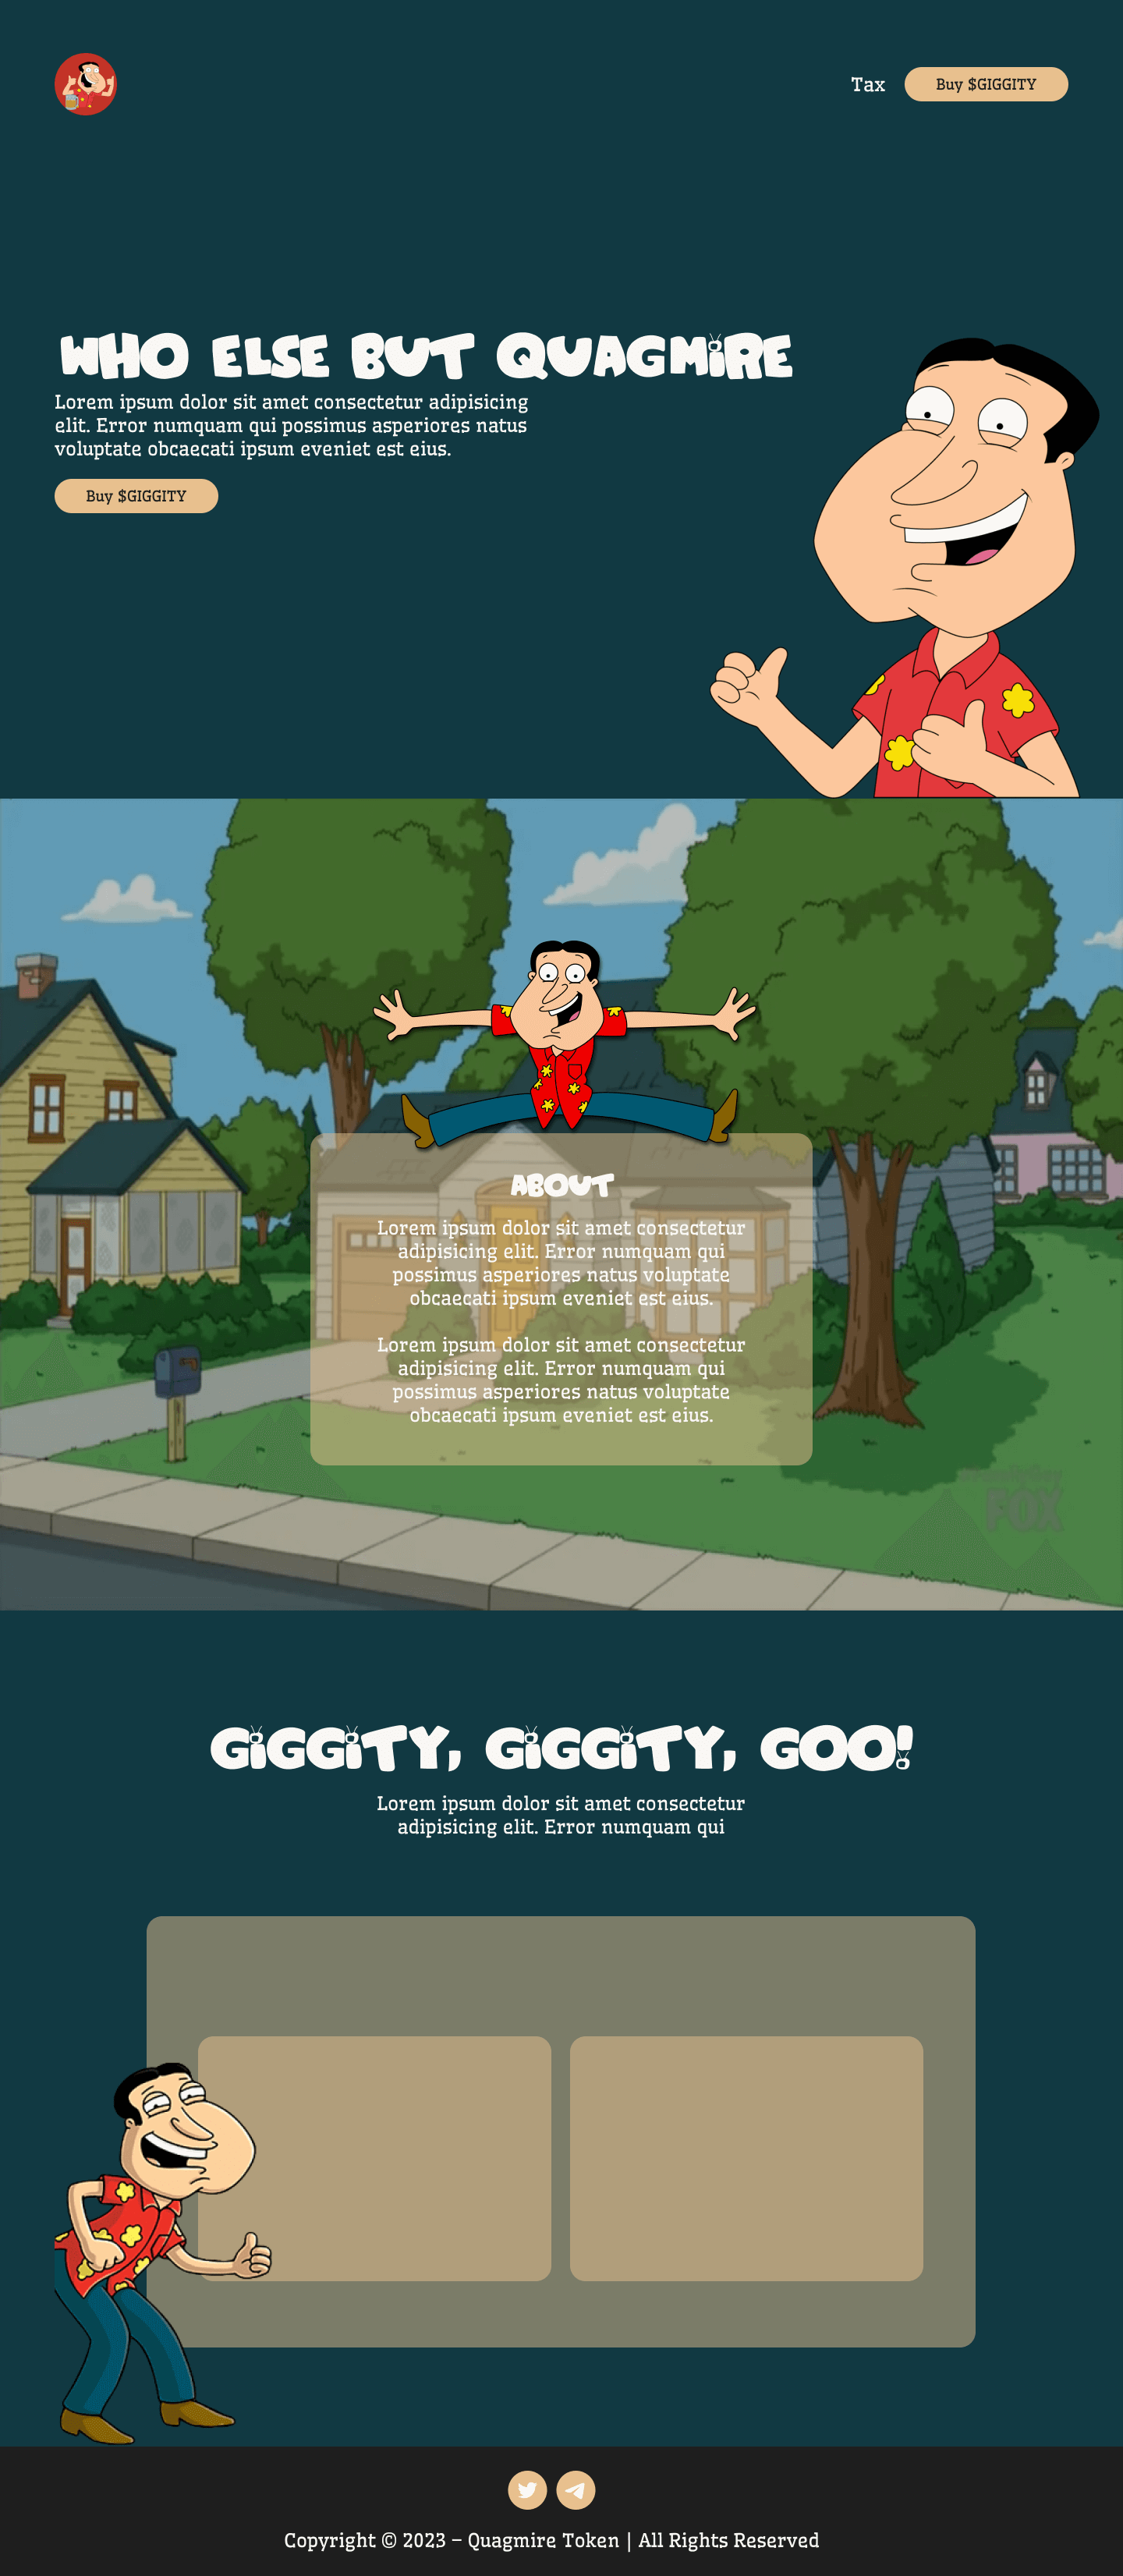 Tax
Buy $GIGGITY
WHO ELSE BUT QUAGMiRE
Lorem ipsum dolor sit amet consectetur adipisicing
elit. Error numquam qui possimus asperiores natus
voluptate obcaecati ipsum eveniet est eius.
Buy $GIGGITY
ABOUT
Lorem ipsum dolor sit amet consectetur
adipisicing elit. Error numquam qui
possimus asperiores natus voluptate
obcaecati ipsum eveniet est eius.
Lorem ipsum dolor sit amet consectetur
adipisicing elit. Error numquam qui
possimus asperiores natus voluptate
obcaecati ipsum eveniet est eius.
FOX
GiGGiTY, GiGGiTY, GOO!
Lorem ipsum dolor sit amet consectetur
adipisicing elit. Error numquam qui
Copyright © 2023 – Quagmire Token | All Rights Reserved